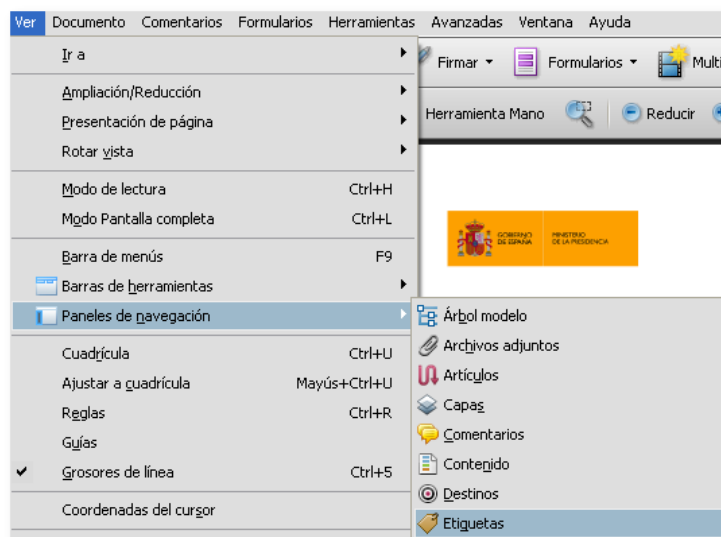 Ver Documento Comentarios Formularios Herramientas Avanzadas Ventana Ayuda
Ir a
Firmar Formularios Multi
Ampliación/Reducción
Herramienta Mano Reducir
Presentación de página
Rotar vista
Modo de lectura Ctrl+H
Modo Pantalla completa Ctrl+L
GOBIERNO DE ESPAÑA
MINISTERIO DE LA PRESIDENCIA
Barra de menús F9
Barras de herramientas
Paneles de navegación
Árbol modelo
Archivos adjuntos
Artículos
Capas
Comentarios
Contenido
Destinos
Etiquetas
Cuadrícula Ctrl+U
Ajustar a cuadrícula Mayús+Ctrl+U
Reglas Ctrl+R
Guías
Grosores de línea Ctrl+5
Coordenadas del cursor